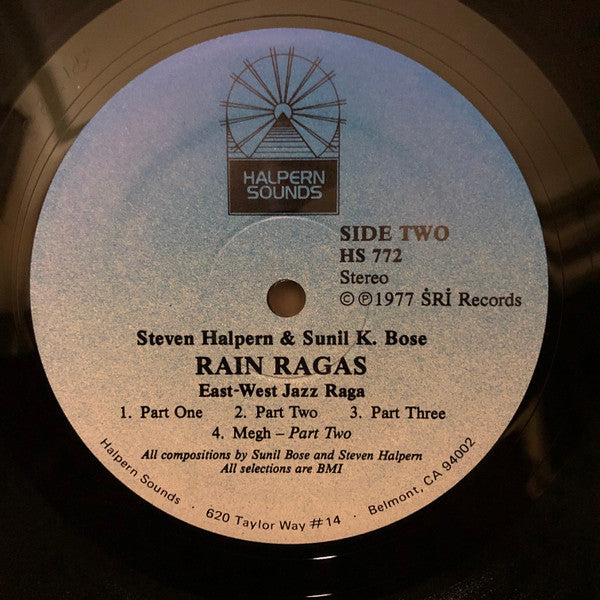 HALPERN
SOUNDS
SIDE TWO
HS 772
Stereo
©℗1977 ṠRİ Records
Steven Halpern & Sunil K. Bose
RAIN RAGAS
East-West Jazz Raga
1. Part One 2. Part Two 3. Part Three
4. Megh – Part Two
All compositions by Sunil Bose and Steven Halpern
All selections are BMI
Halpern Sounds · 620 Taylor Way #14 · Belmont, CA 94002